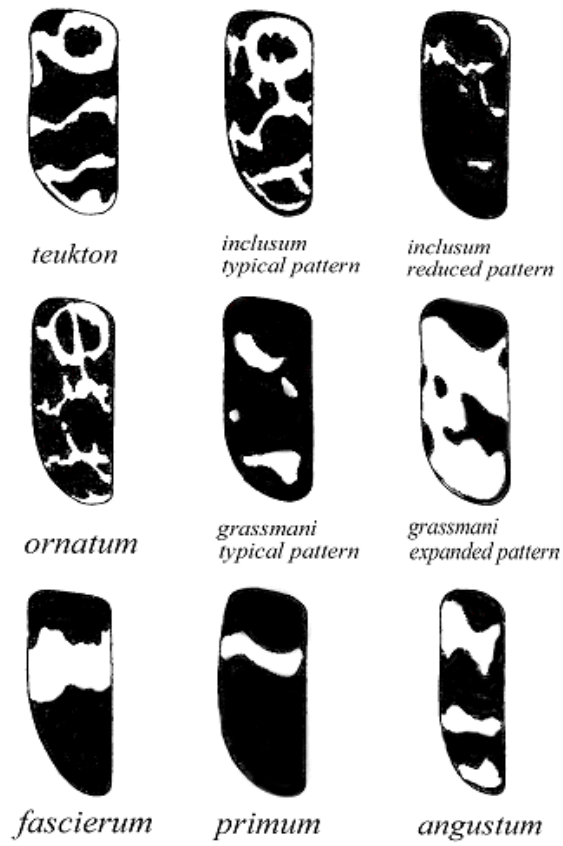 teukton
inclusum
typical pattern
inclusum
reduced pattern
ornatum
grassmani
typical pattern
grassmani
expanded pattern
fascierum
primum
angustum